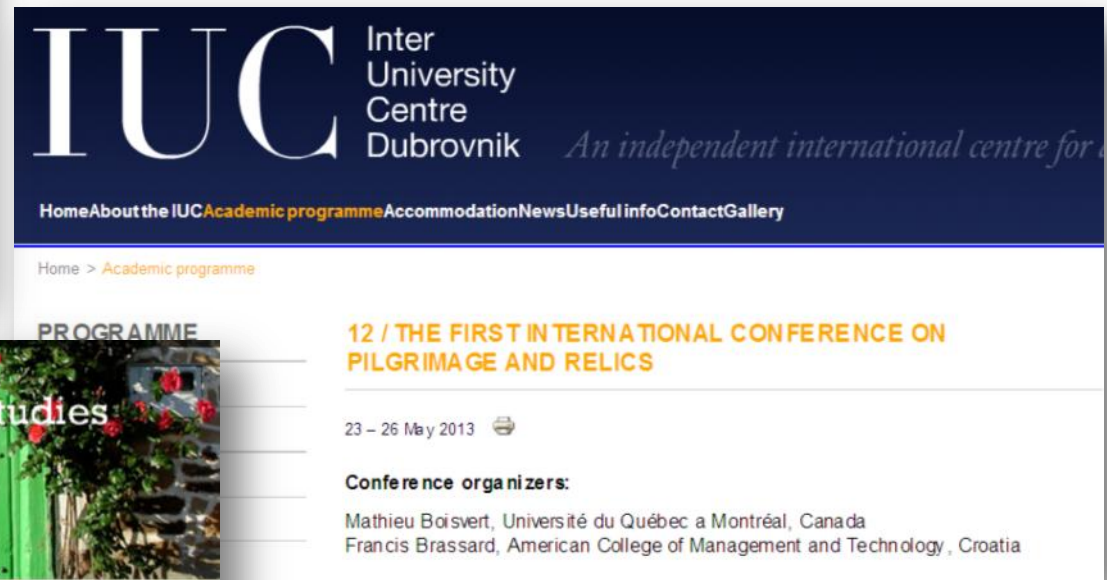 IUC
Inter
University
Centre
Dubrovnik
An independent international centre for
HomeAbout the IUCAcademic programmeAccommodationNewsUseful infoContactGallery
Home > Academic programme
PROGRAMME
12 / THE FIRST INTERNATIONAL CONFERENCE ON
PILGRIMAGE AND RELICS
23 – 26 May 2013
Conference organizers:
Mathieu Boisvert, Université du Québec a Montréal, Canada
Francis Brassard, American College of Management and Technology, Croatia